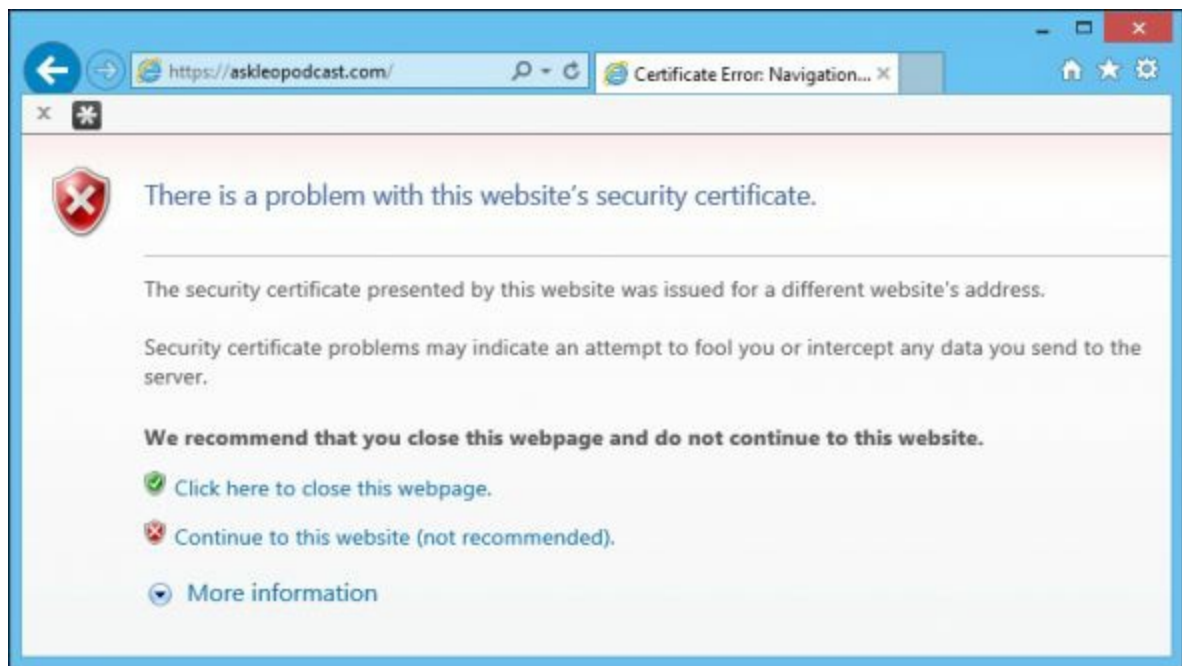 https://askleopodcast.com/
Certificate Error: Navigation...
There is a problem with this website's security certificate.
The security certificate presented by this website was issued for a different website's address.
Security certificate problems may indicate an attempt to fool you or intercept any data you send to the
server.
We recommend that you close this webpage and do not continue to this website.
Click here to close this webpage.
Continue to this website (not recommended).
More information